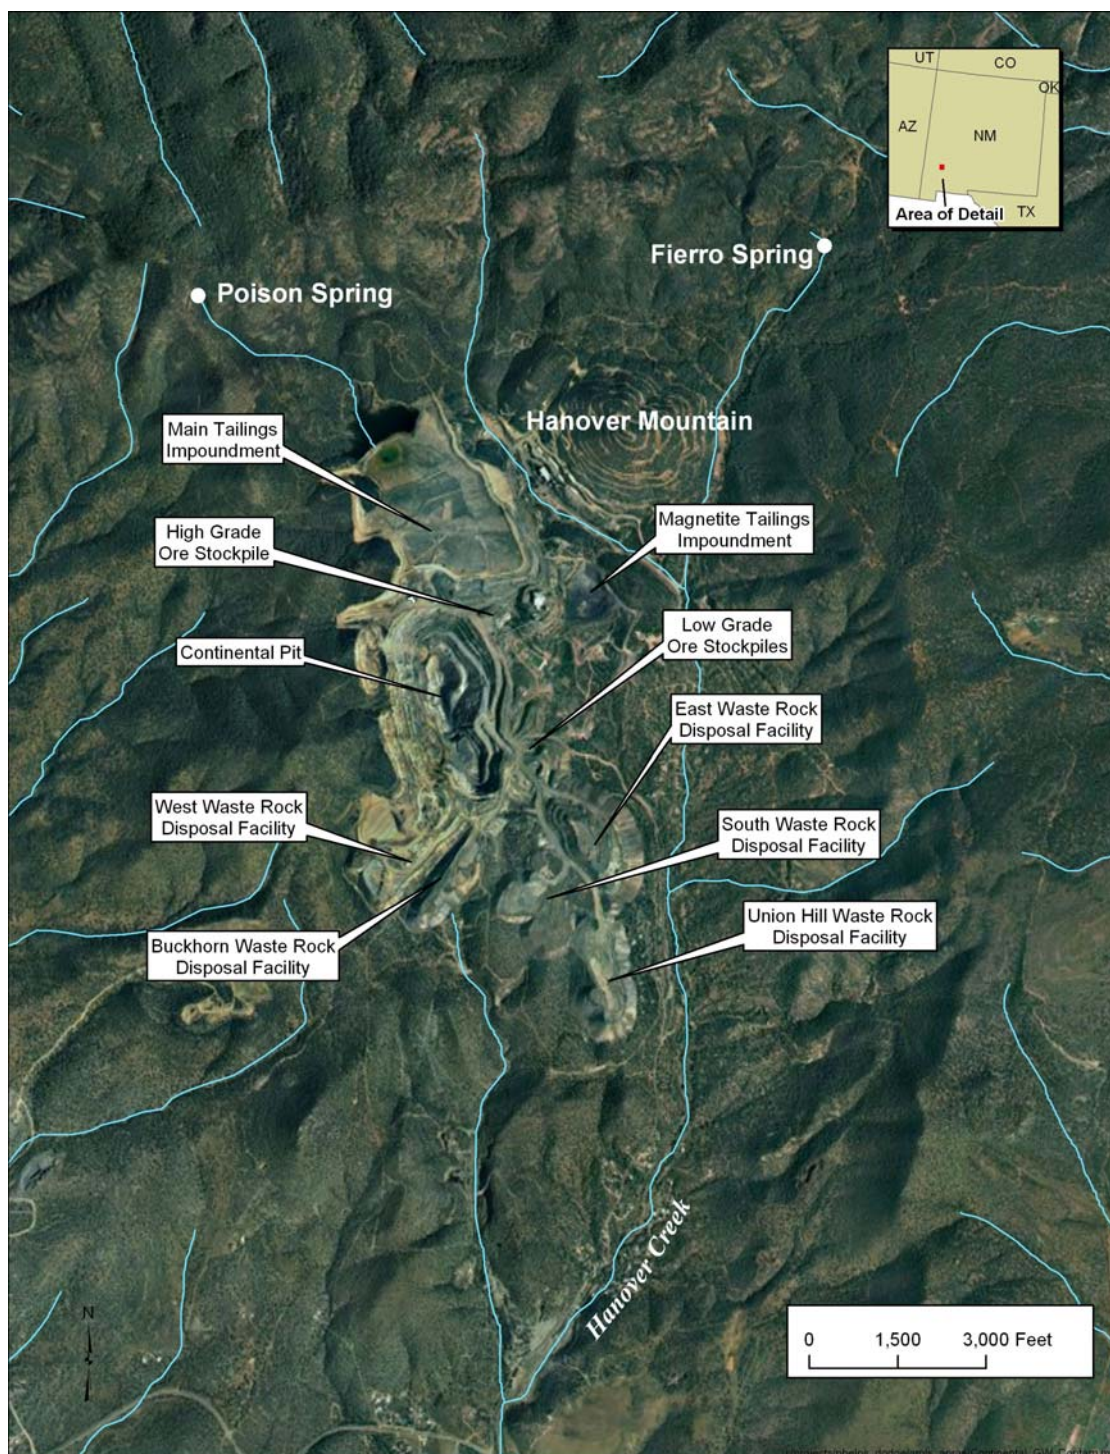 UT
CO
OK
AZ
NM
Area of Detail
TX
Fierro Spring
Poison Spring
Hanover Mountain
Main Tailings
Impoundment
High Grade
Ore Stockpile
Magnetite Tailings
Impoundment
Continental Pit
Low Grade
Ore Stockpiles
East Waste Rock
Disposal Facility
West Waste Rock
Disposal Facility
South Waste Rock
Disposal Facility
Buckhorn Waste Rock
Disposal Facility
Union Hill Waste Rock
Disposal Facility
Hanover Creek
N
0 1,500 3,000 Feet